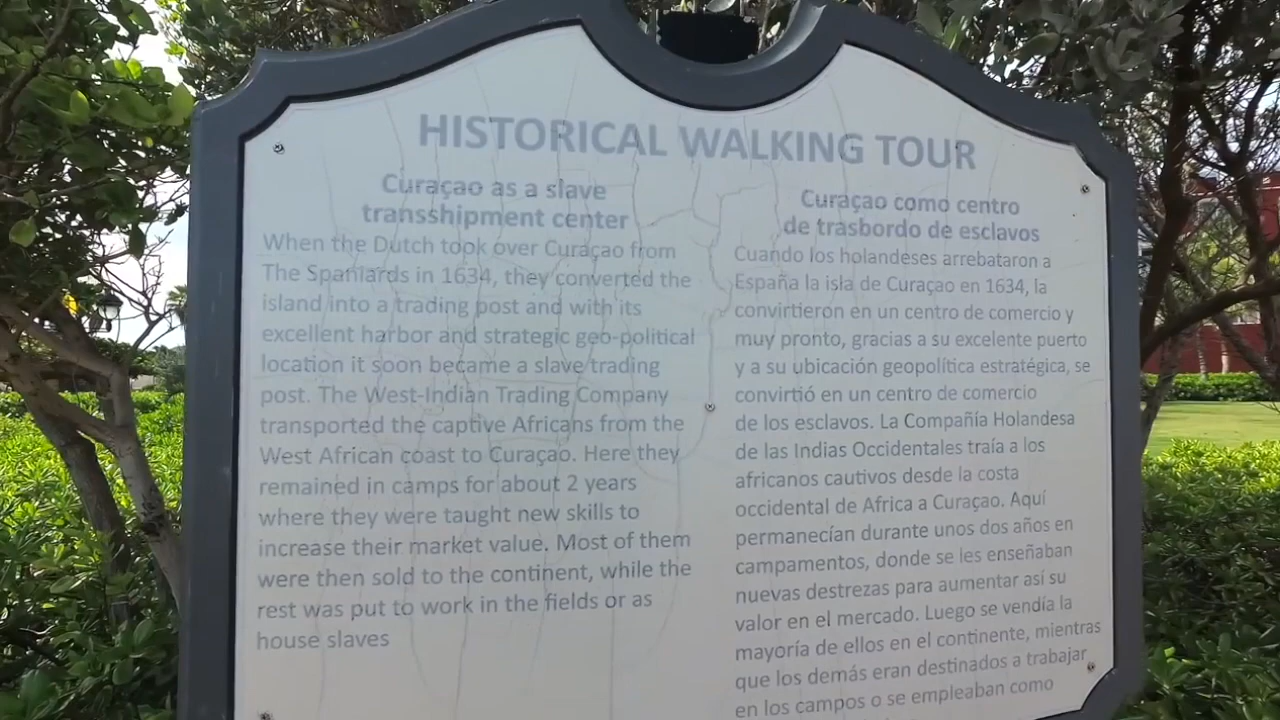 HISTORICAL WALKING TOUR
Curaçao as a slave
transshipment center
When the Dutch took over Curaçao from
The Spaniards in 1634, they converted the
island into a trading post and with its
excellent harbor and strategic geo-political
location it soon became a slave trading
post. The West-Indian Trading Company
transported the captive Africans from the
West African coast to Curaçao. Here they
remained in camps for about 2 years
where they were taught new skills to
increase their market value. Most of them
were then sold to the continent, while the
rest was put to work in the fields or as
house slaves
Curaçao como centro
de trasbordo de esclavos
Cuando los holandeses arrebataron a
España la isla de Curaçao en 1634, la
convirtieron en un centro de comercio y
muy pronto, gracias a su excelente puerto
y a su ubicación geopolítica estratégica, se
convirtió en un centro de comercio
de los esclavos. La Compañía Holandesa
de las Indias Occidentales traía a los
africanos cautivos desde la costa
occidental de Africa a Curaçao. Aquí
permanecían durante unos dos años en
campamentos, donde se les enseñaban
nuevas destrezas para aumentar así su
valor en el mercado. Luego se vendía la
mayoría de ellos en el continente, mientras
que los demás eran destinados a trabajar
en los campos o se empleaban como